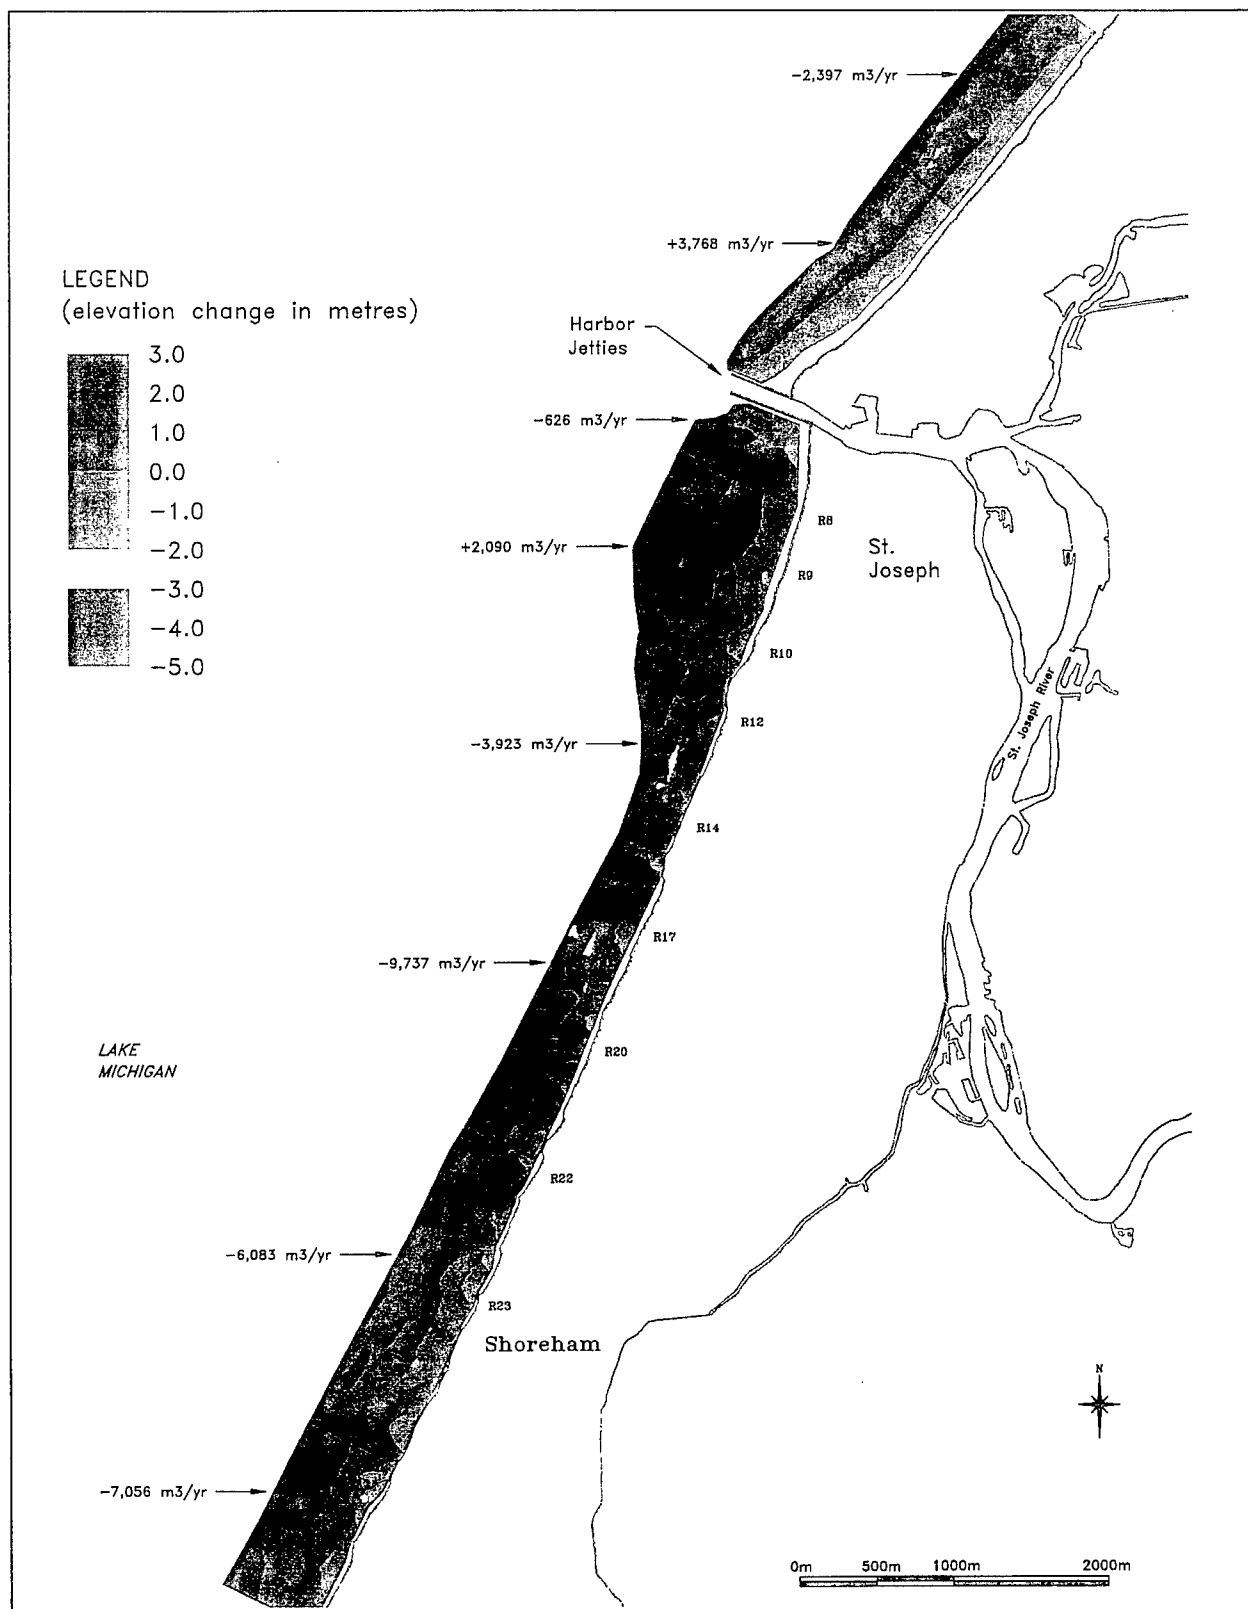 -2,397 m3/yr
+3,768 m3/yr
LEGEND
(elevation change in metres)
3.0
2.0
1.0
0.0
-1.0
-2.0
-3.0
-4.0
-5.0
Harbor
Jetties
-626 m3/yr
+2,090 m3/yr
R8
St.
Joseph
R9
R10
St. Joseph River
R12
-3,923 m3/yr
R14
R17
-9,737 m3/yr
LAKE
MICHIGAN
R20
R22
-6,083 m3/yr
R23
Shoreham
N
-7,056 m3/yr
0m 500m 1000m 2000m